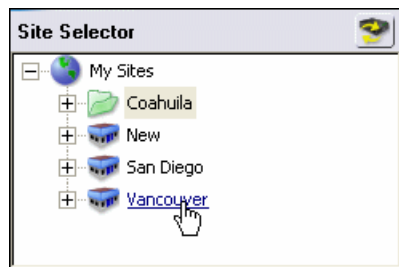 Site Selector
My Sites
Coahuila
New
San Diego
Vancouver